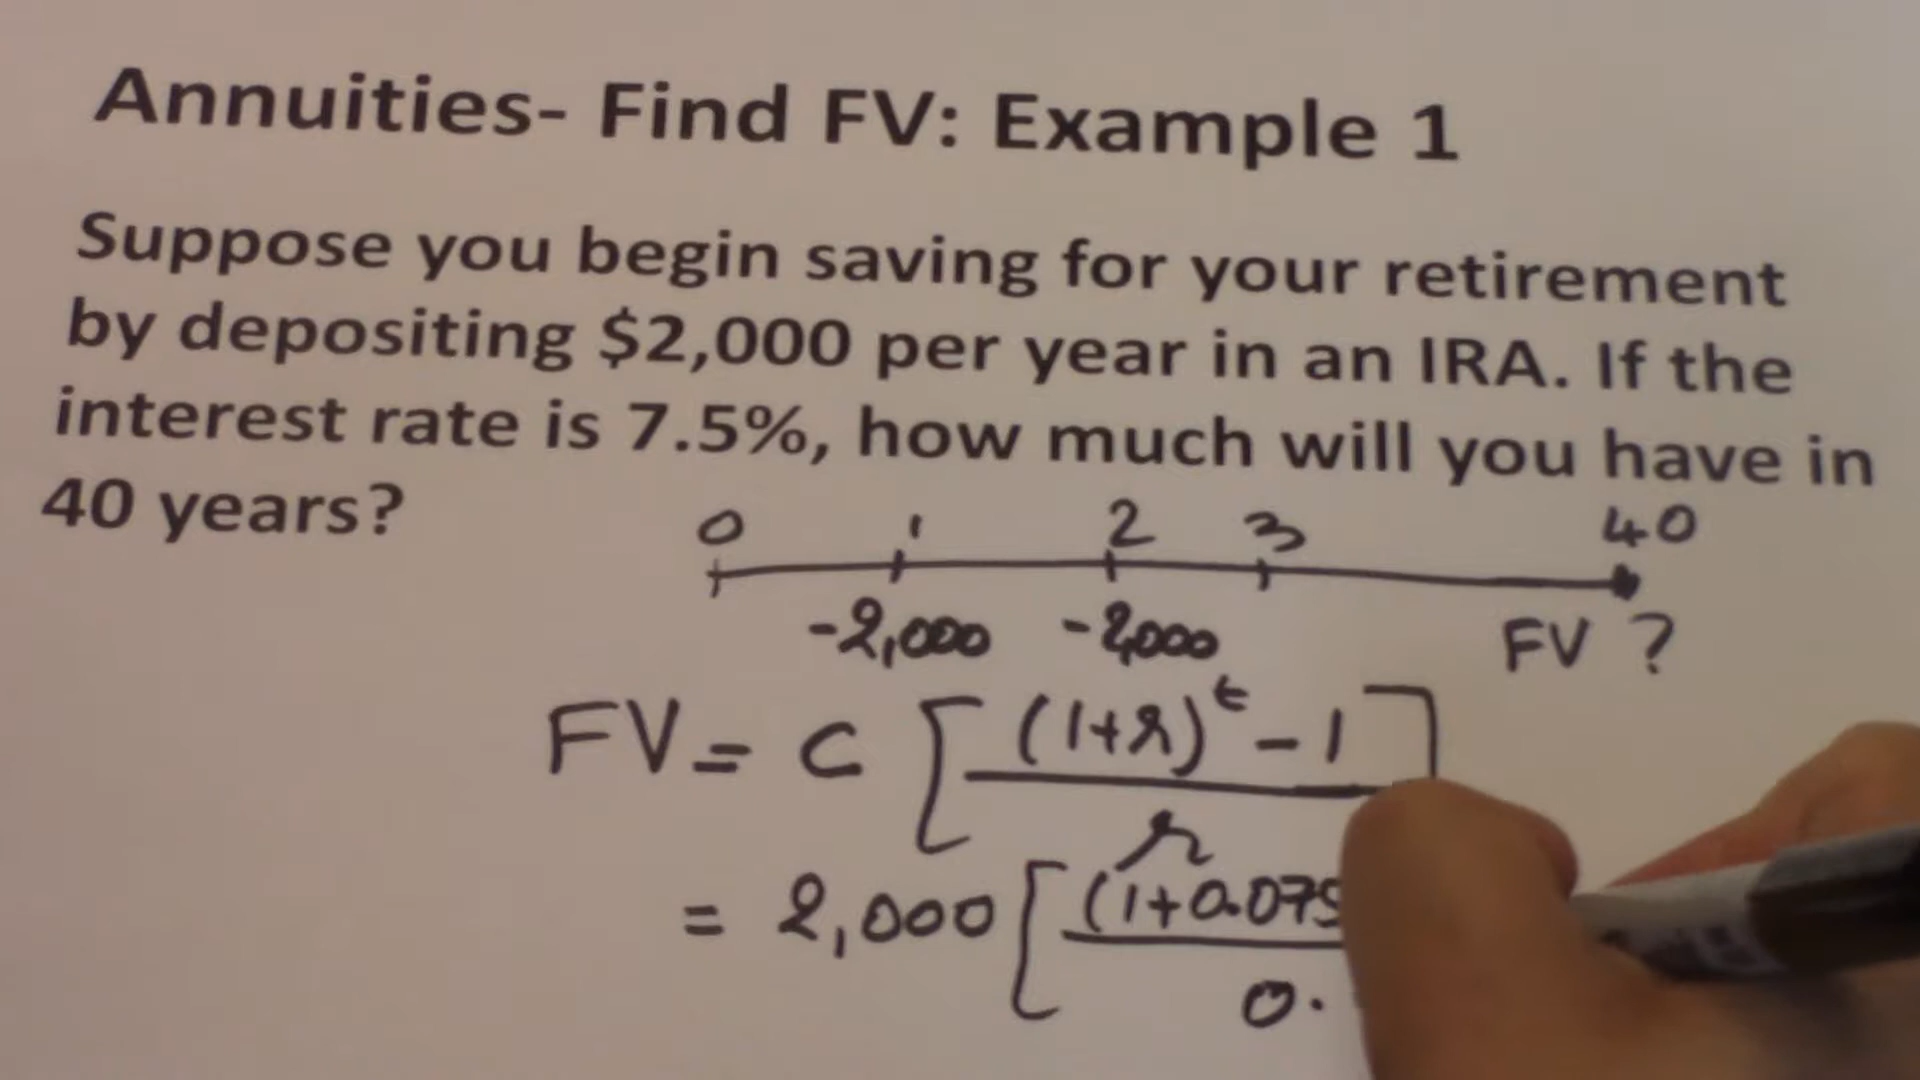 Annuities- Find FV: Example 1
Suppose you begin saving for your retirement
by depositing $2,000 per year in an IRA. If the
interest rate is 7.5%, how much will you have in
40 years?
0 1 2 3 40
-2,000 -2,000 FV ?
FV = C [ (1+r)^t - 1 ]
r
= 2,000 [ (1+0.075
0.